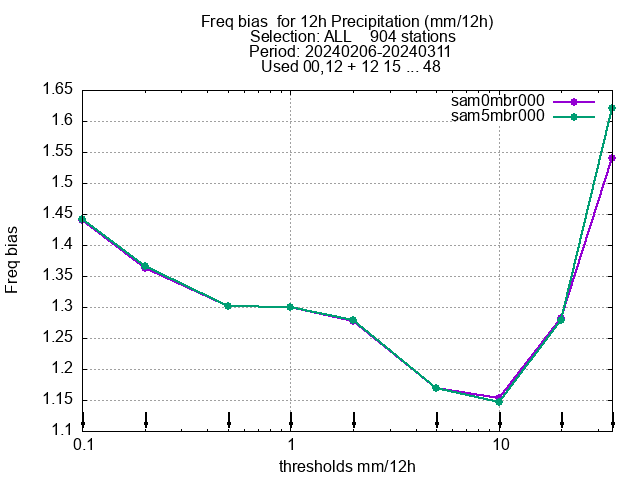 Freq bias  for 12h Precipitation (mm/12h)
Selection: ALL    904 stations
Period: 20240206-20240311
Used 00,12 + 12 15 ... 48
sam0mbr000
sam5mbr000
1.65
1.6
1.55
1.5
1.45
1.4
1.35
1.3
1.25
1.2
1.15
1.1
Freq bias
0.1 1 10
thresholds mm/12h